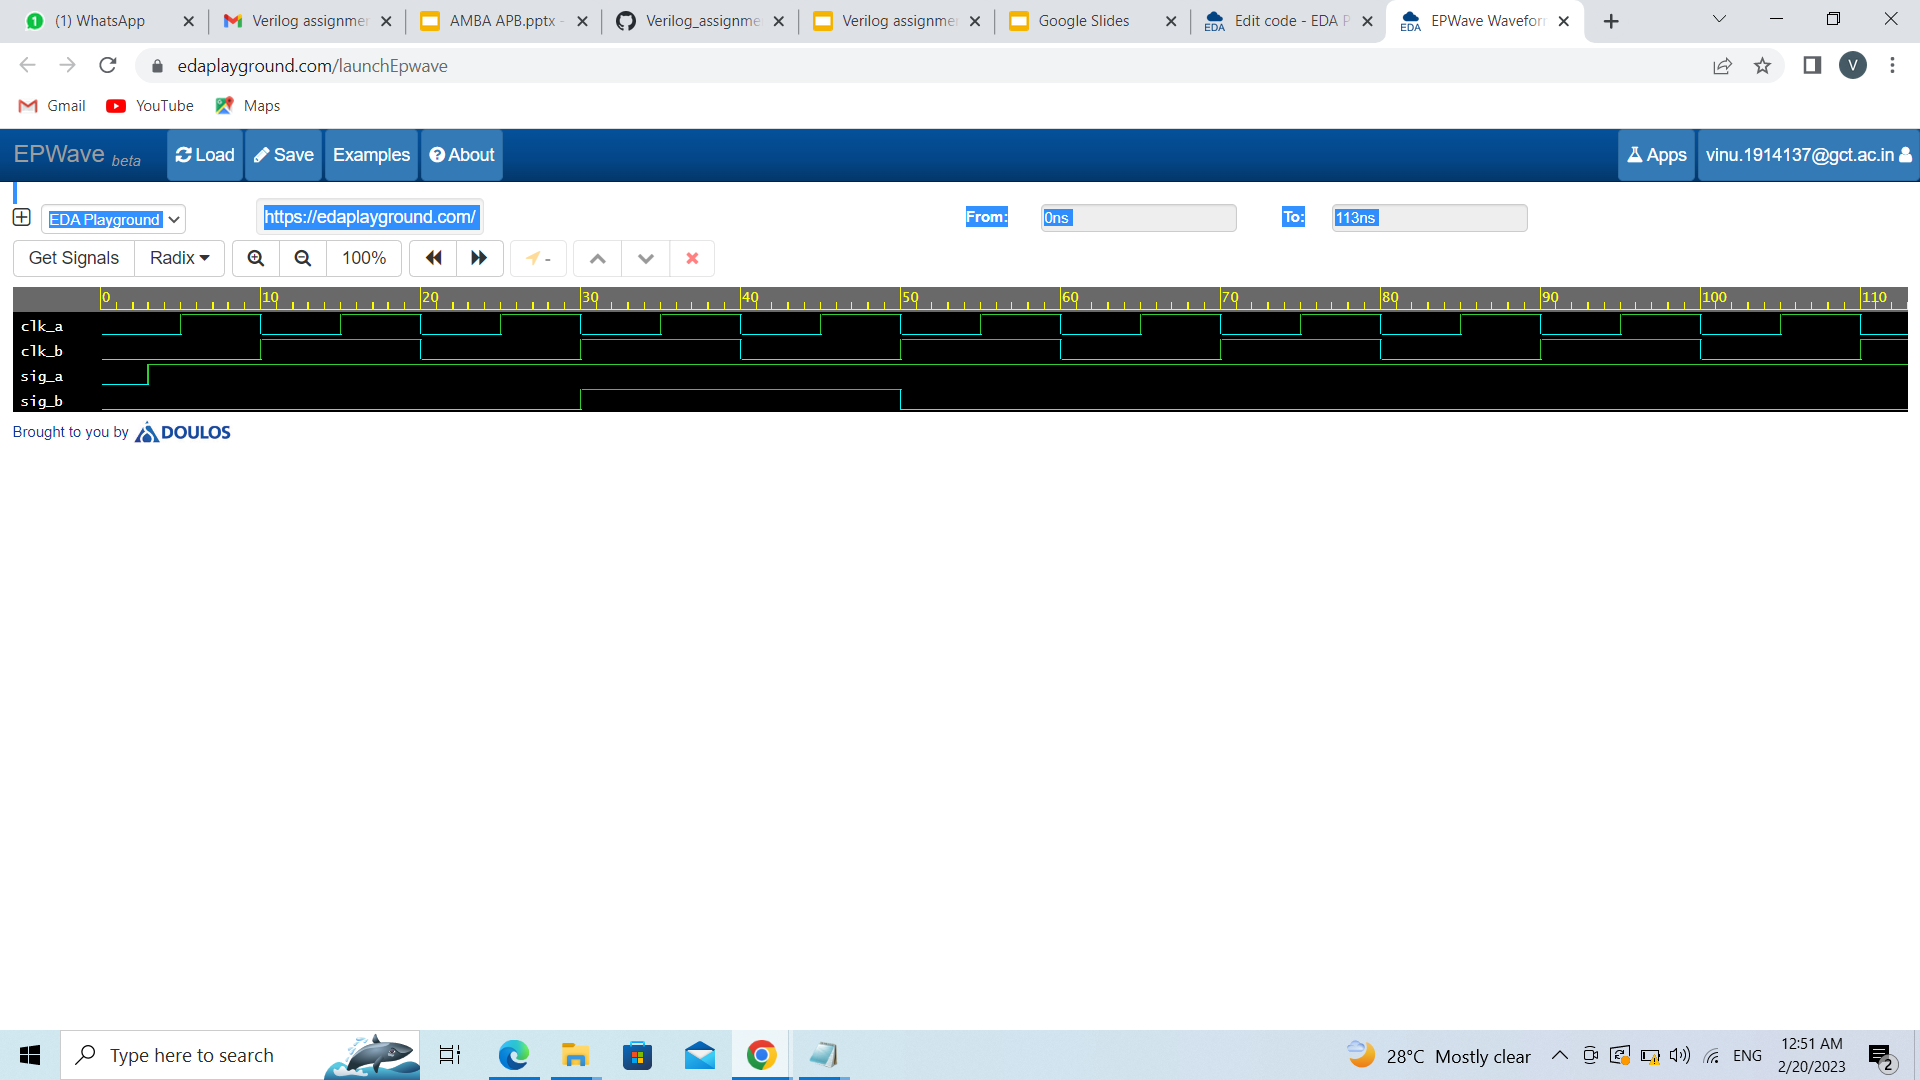 (1) WhatsApp
Verilog assignmen
AMBA APB.pptx -
Verilog_assignme
Verilog assignme
Google Slides
EDA
Edit code - EDA P
EDA
EPWave Waveform
edaplayground.com/launchEpwave
V
Gmail
YouTube
Maps
EPWave beta
Load
Save
Examples
About
Apps
vinu.1914137@gct.ac.in
EDA Playground
https://edaplayground.com/
From:
0ns
To:
113ns
Get Signals
Radix
100%
-
0 10 20 30 40 50 60 70 80 90 100 110
clk_a
clk_b
sig_a
sig_b
Brought to you by DOULOS
Type here to search
28°C Mostly clear
ENG
12:51 AM
2/20/2023
2